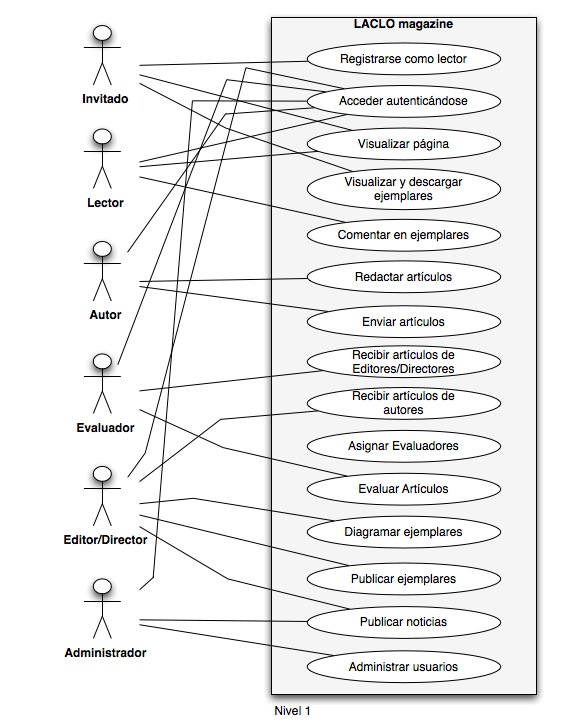 LACLO magazine
Invitado
Lector
Autor
Evaluador
Editor/Director
Administrador
Registrarse como lector
Acceder autenticándose
Visualizar página
Visualizar y descargar
ejemplares
Comentar en ejemplares
Redactar artículos
Enviar artículos
Recibir artículos de
Editores/Directores
Recibir artículos de
autores
Asignar Evaluadores
Evaluar Artículos
Diagramar ejemplares
Publicar ejemplares
Publicar noticias
Administrar usuarios
Nivel 1